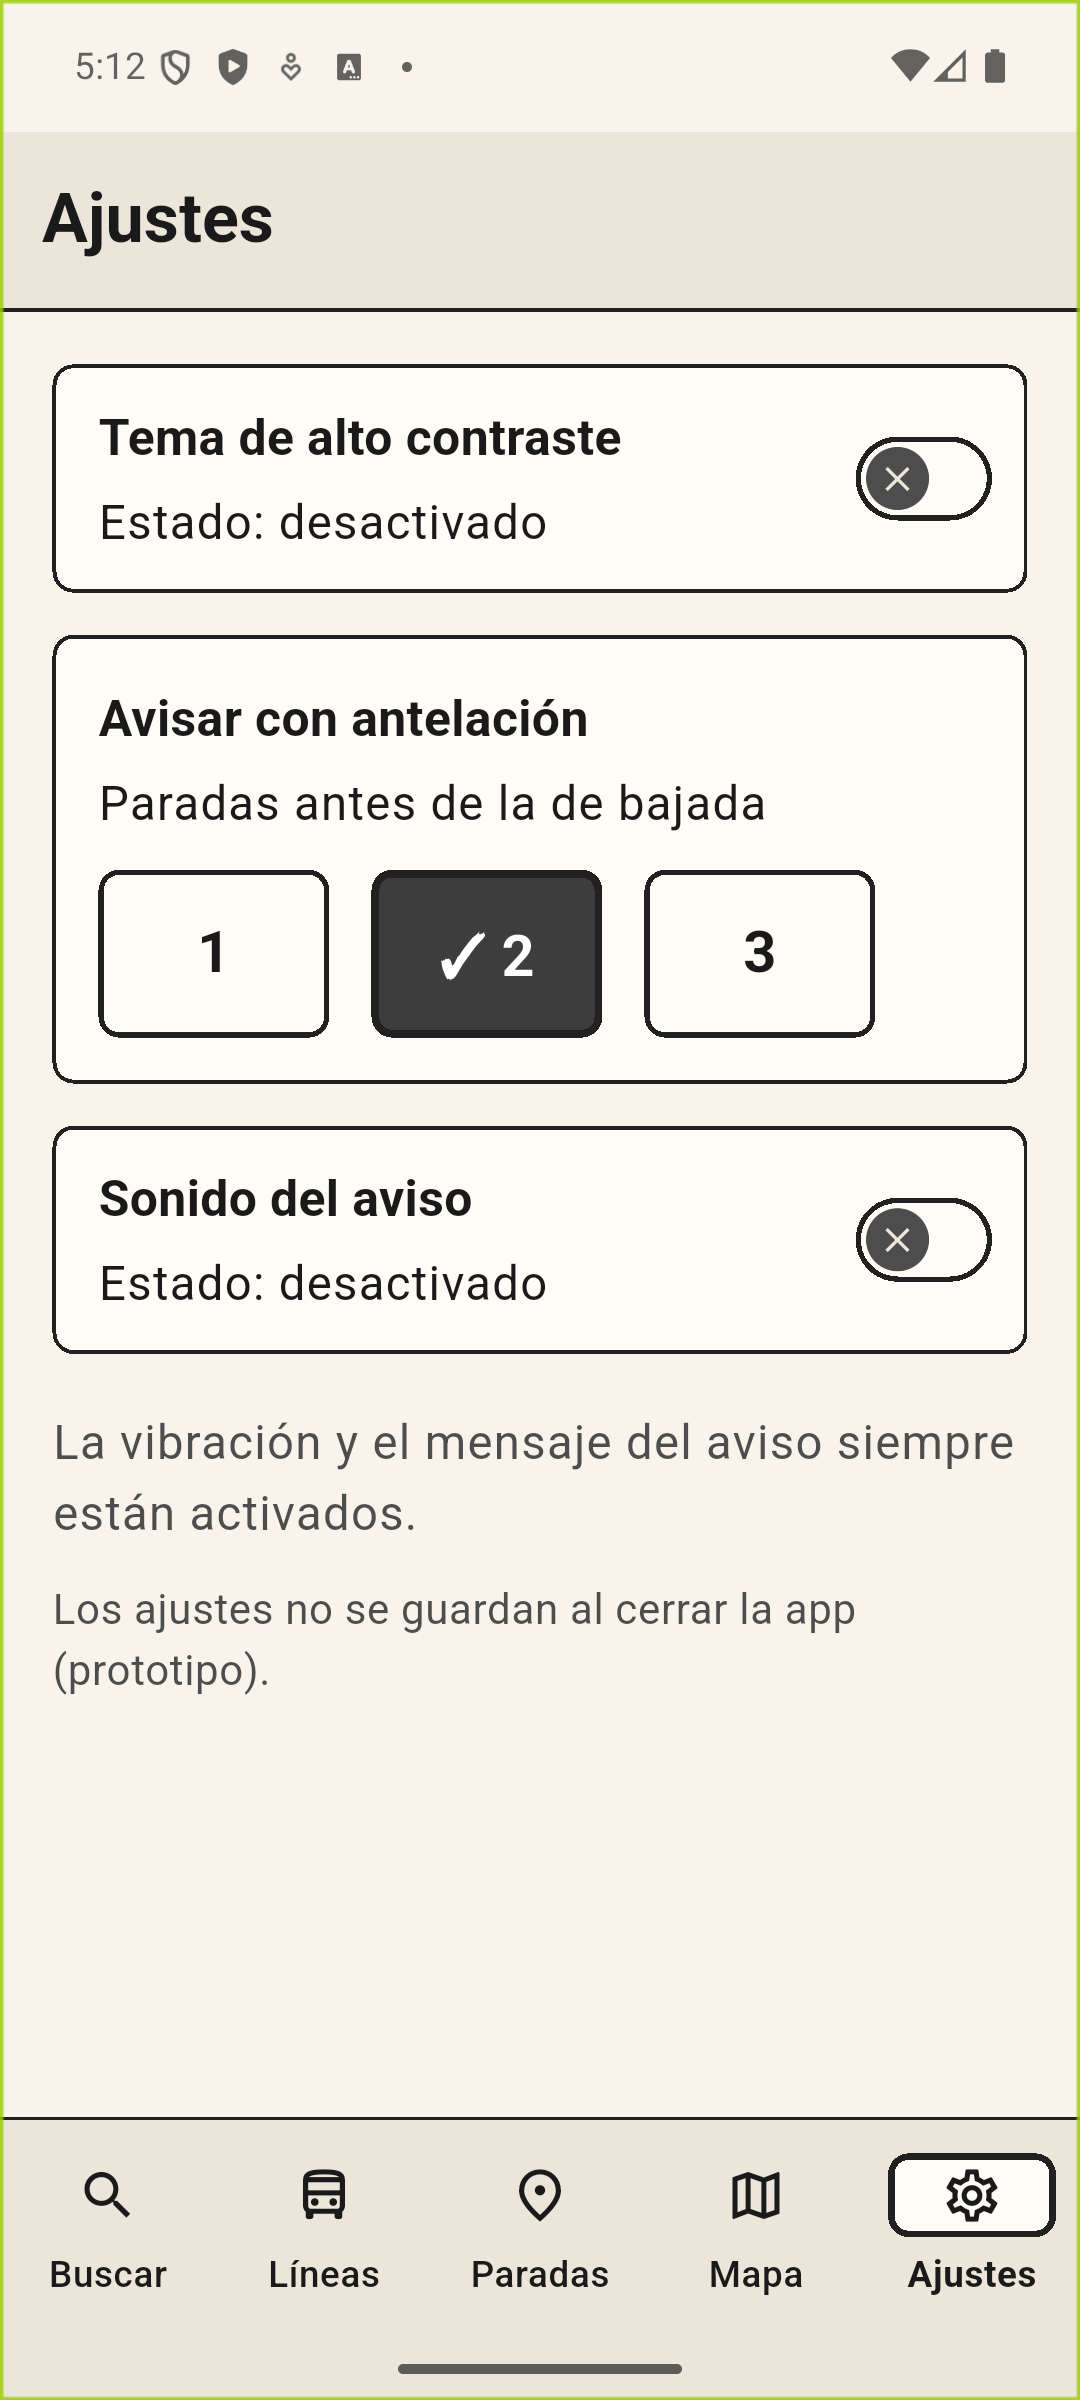 5:12
Ajustes
Tema de alto contraste
Estado: desactivado
Avisar con antelación
Paradas antes de la de bajada
1
✓ 2
3
Sonido del aviso
Estado: desactivado
La vibración y el mensaje del aviso siempre
están activados.
Los ajustes no se guardan al cerrar la app
(prototipo).
Buscar
Líneas
Paradas
Mapa
Ajustes